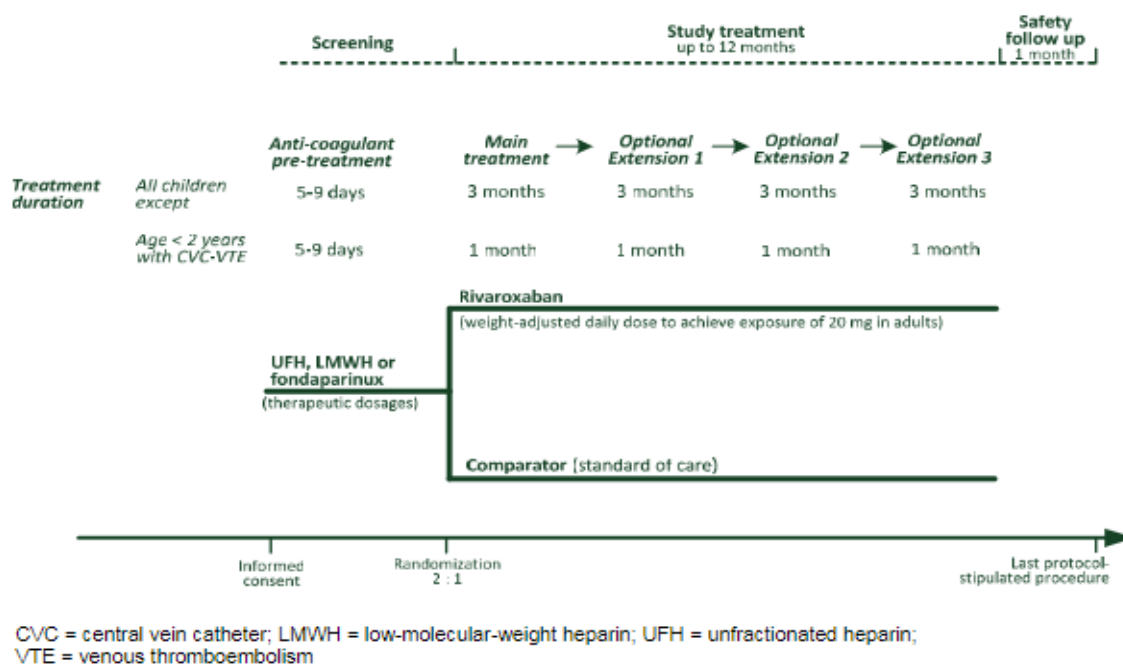 Screening
Study treatment
up to 12 months
Safety
follow up
1 month
Anti-coagulant
pre-treatment
Main
treatment
Optional
Extension 1
Optional
Extension 2
Optional
Extension 3
Treatment
duration
All children
except
5-9 days
3 months
3 months
3 months
3 months
Age < 2 years
with CVC-VTE
5-9 days
1 month
1 month
1 month
1 month
Rivaroxaban
(weight-adjusted daily dose to achieve exposure of 20 mg in adults)
UFH, LMWH or
fondaparinux
(therapeutic dosages)
Comparator (standard of care)
Informed
consent
Randomization
2 : 1
Last protocol-
stipulated procedure
CVC = central vein catheter; LMWH = low-molecular-weight heparin; UFH = unfractionated heparin;
VTE = venous thromboembolism